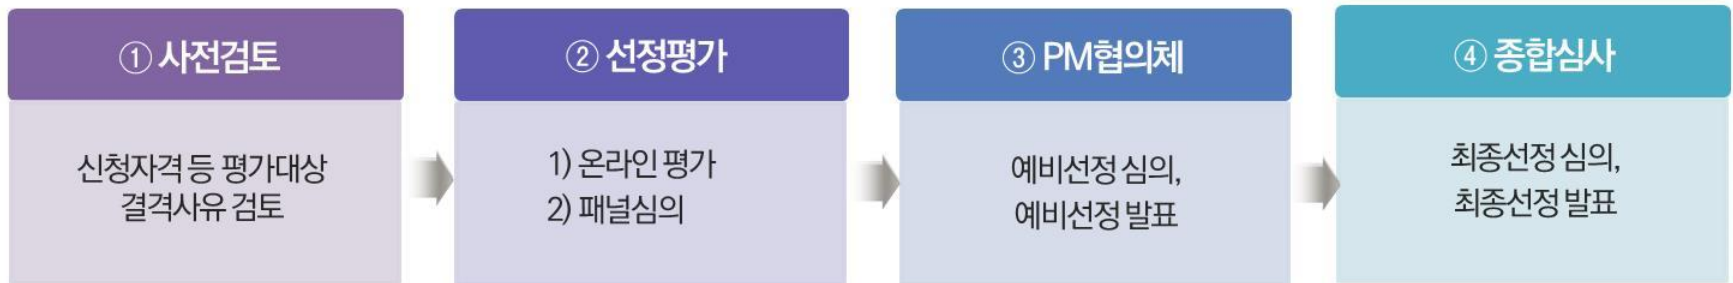 ① 사전검토
신청자격 등 평가대상
결격사유 검토
② 선정평가
1) 온라인 평가
2) 패널심의
③ PM협의체
예비선정 심의,
예비선정 발표
④ 종합심사
최종선정 심의,
최종선정 발표